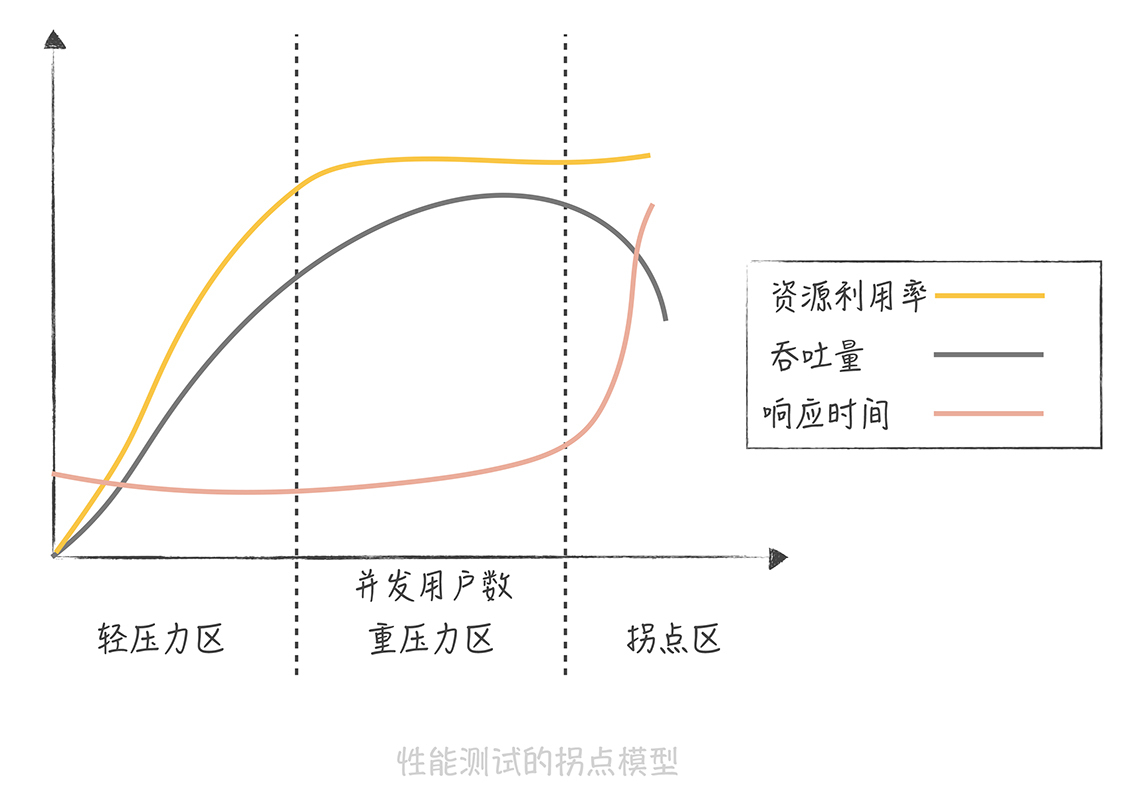 资源利用率
吞吐量
响应时间
并发用户数
轻压力区
重压力区
拐点区
性能测试的拐点模型